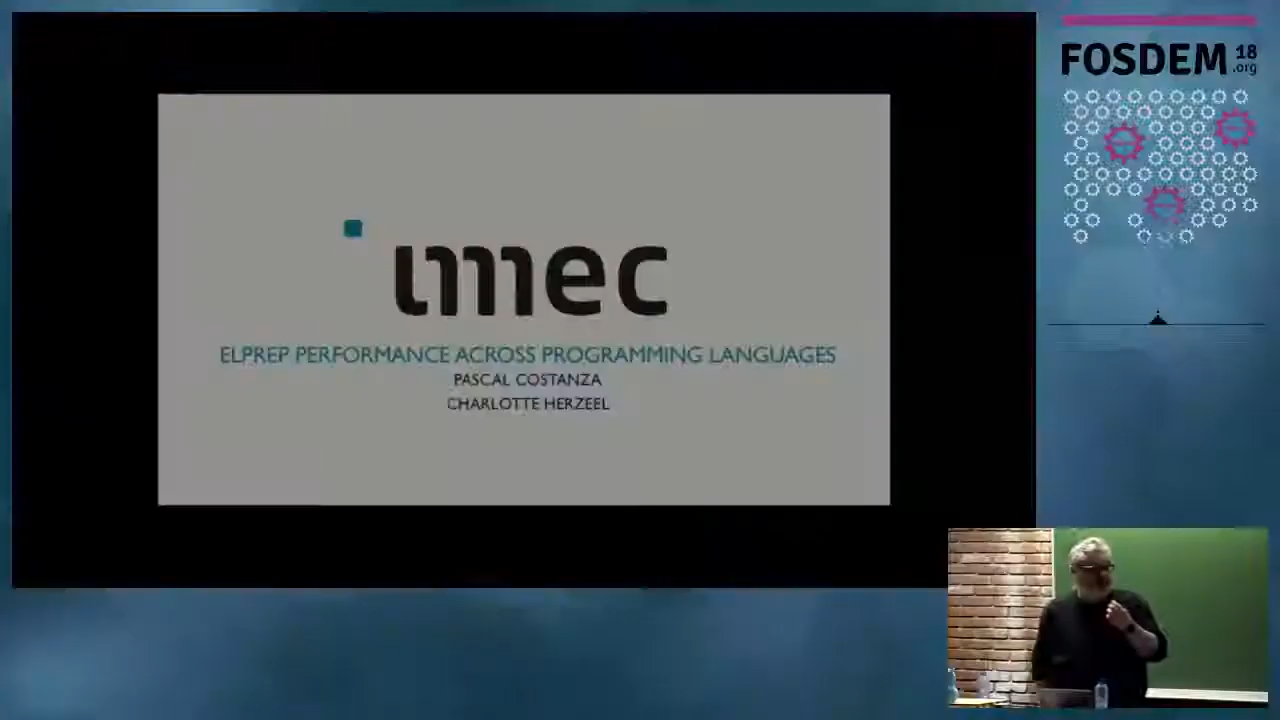 imec
ELPREP PERFORMANCE ACROSS PROGRAMMING LANGUAGES
PASCAL COSTANZA
CHARLOTTE HERZEEL
FOSDEM 18
.org